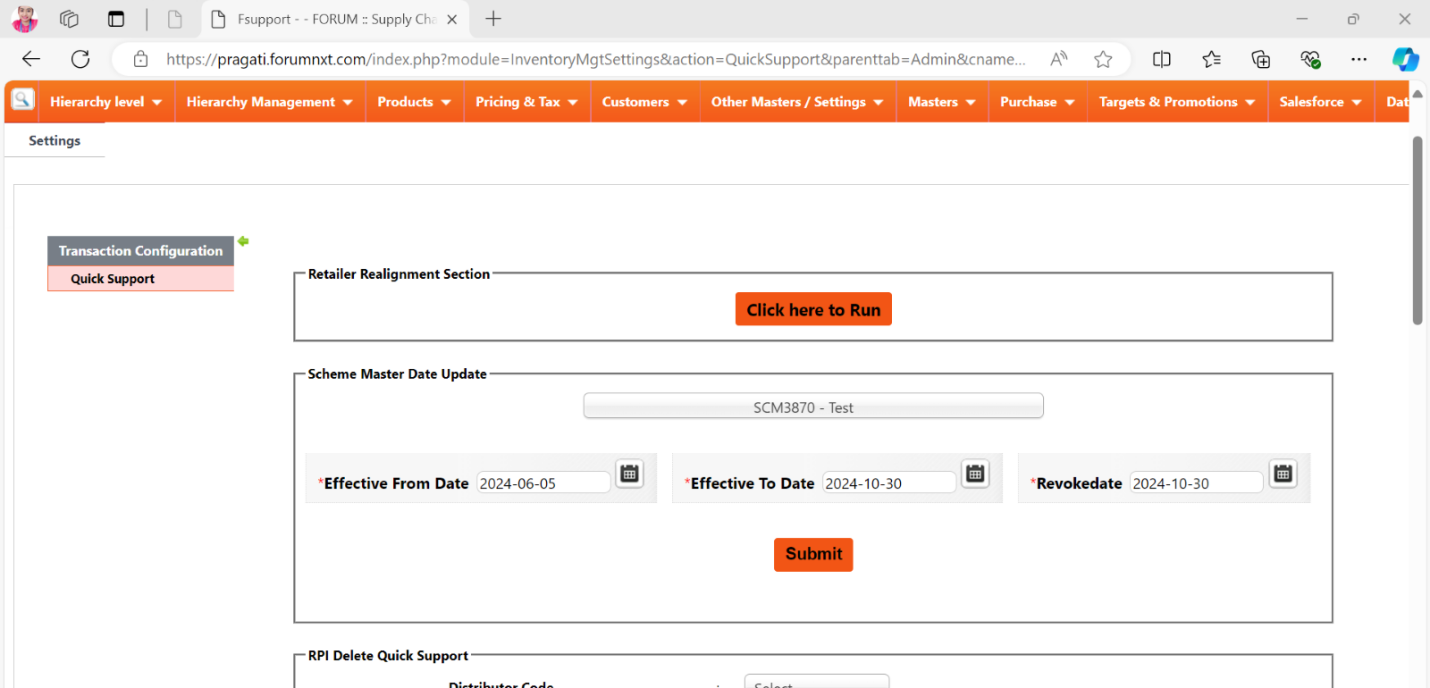 Fsupport - - FORUM :: Supply Cha
https://pragati.forumnxt.com/index.php?module=InventoryMgtSettings&action=QuickSupport&parenttab=Admin&cname...
Hierarchy level Hierarchy Management Products Pricing & Tax Customers Other Masters / Settings Masters Purchase Targets & Promotions Salesforce Dat
Settings
Transaction Configuration
Quick Support
Retailer Realignment Section
Click here to Run
Scheme Master Date Update
SCM3870 - Test
*Effective From Date 2024-06-05 *Effective To Date 2024-10-30 *Revokedate 2024-10-30
Submit
RPI Delete Quick Support
Distributor Code : Select